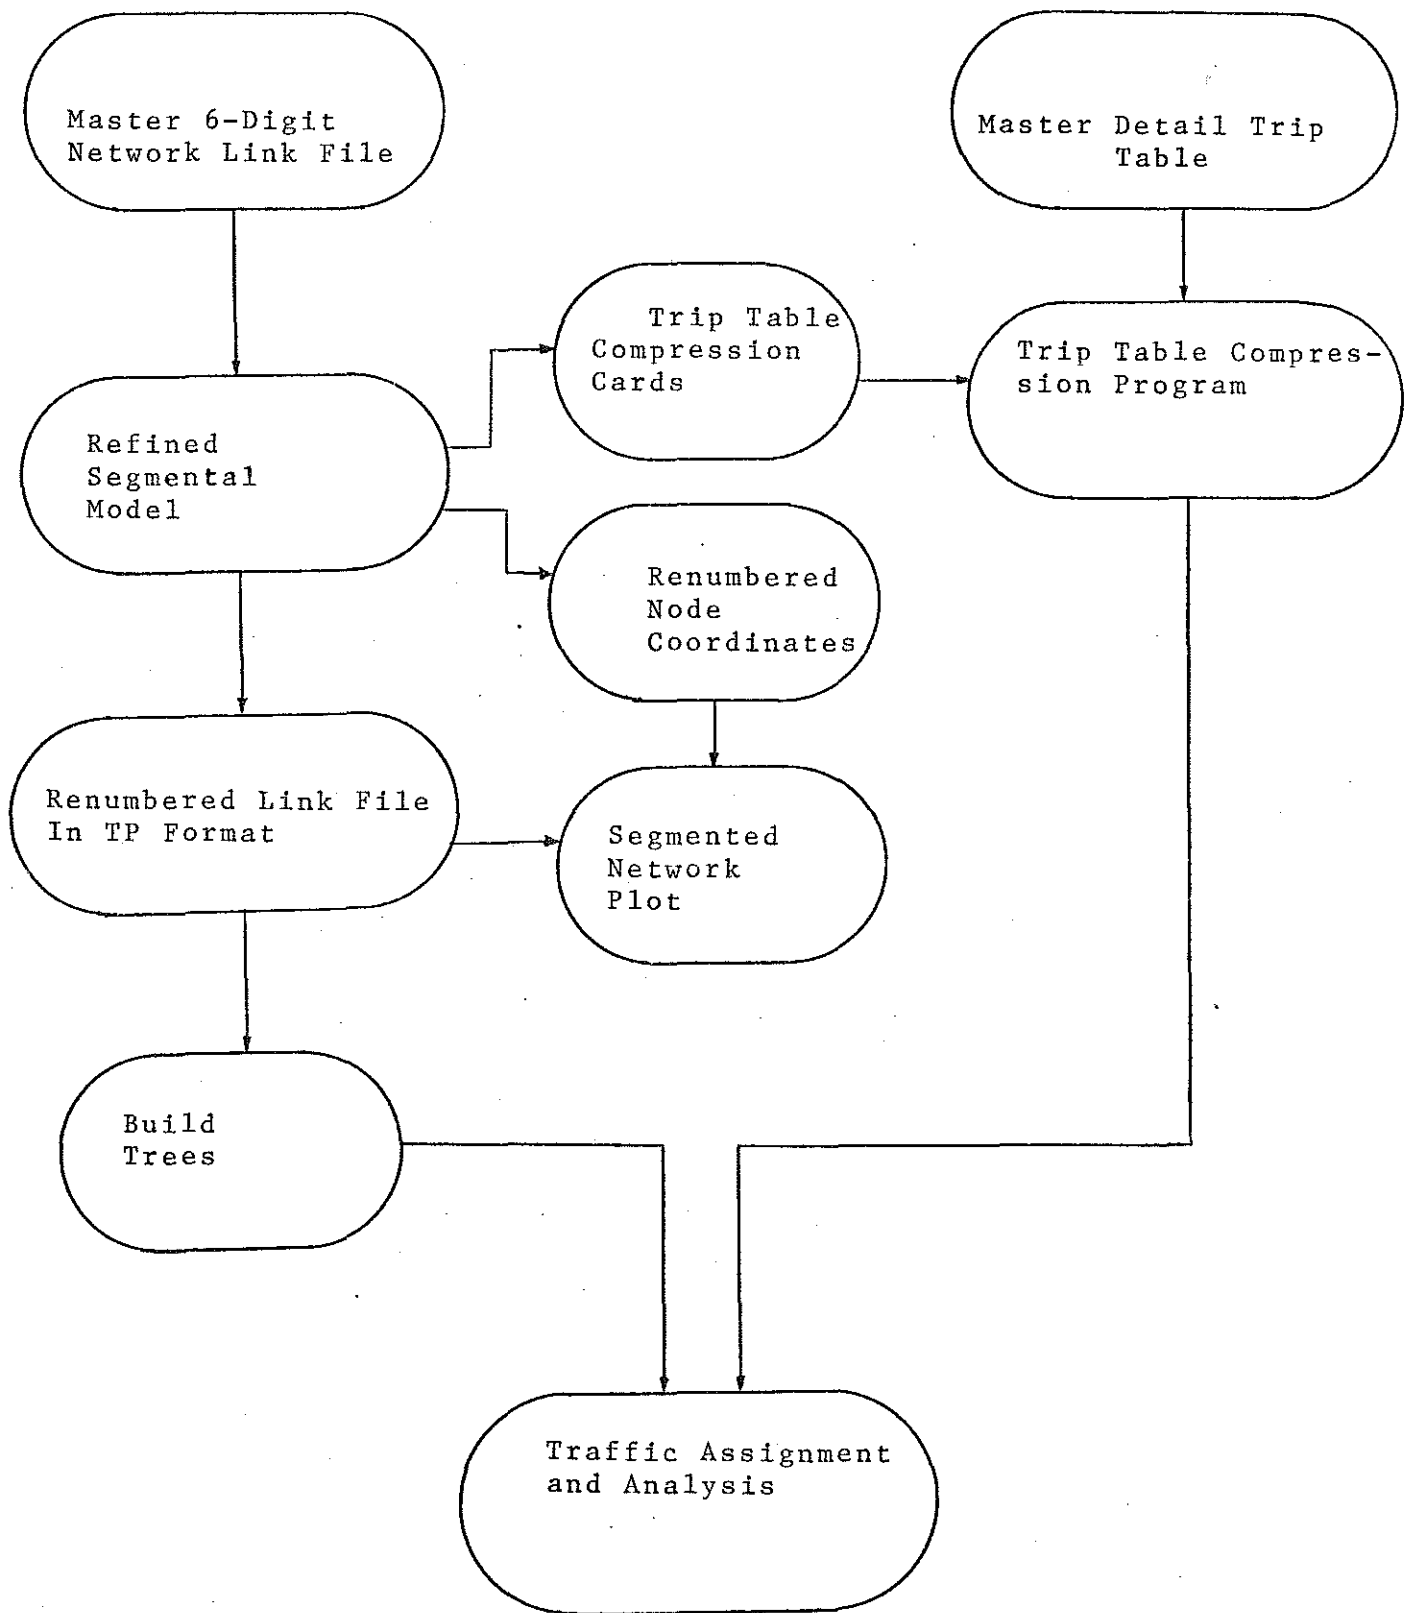 Master 6-Digit
Network Link File
Master Detail Trip
Table
Trip Table
Compression
Cards
Trip Table Compres-
sion Program
Refined
Segmental
Model
Renumbered
Node
Coordinates
Renumbered Link File
In TP Format
Segmented
Network
Plot
Build
Trees
Traffic Assignment
and Analysis